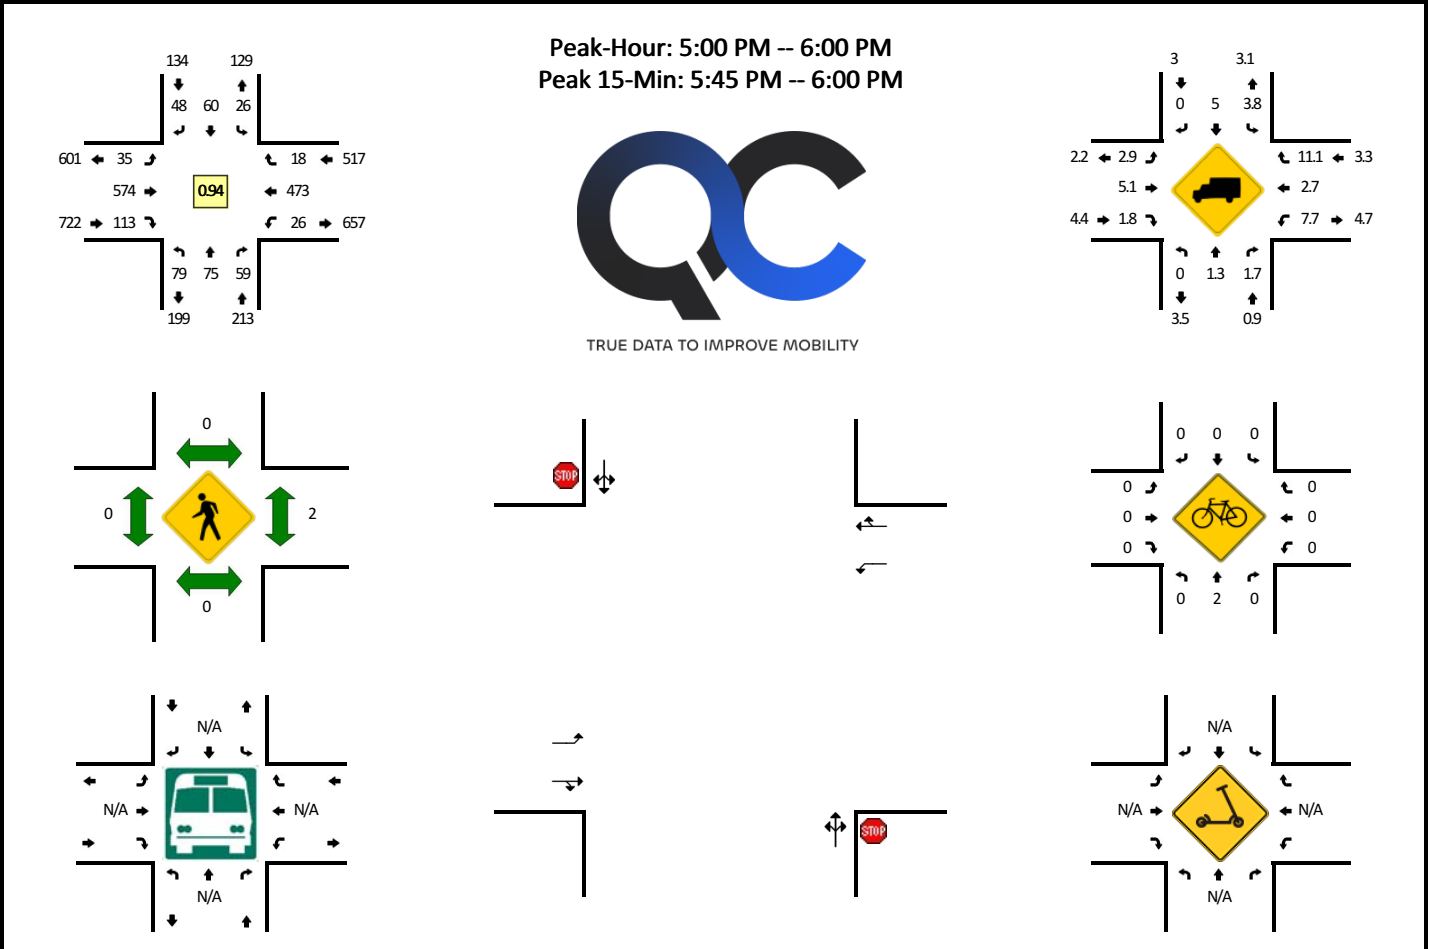 Peak-Hour: 5:00 PM -- 6:00 PM
Peak 15-Min: 5:45 PM -- 6:00 PM
134 129
48 60 26
601 35 18 517
574 0.94 473
722 113 26 657
79 75 59
199 213
TRUE DATA TO IMPROVE MOBILITY
3 3.1
0 5 3.8
2.2 2.9 11.1 3.3
5.1 2.7
4.4 1.8 7.7 4.7
0 1.3 1.7
3.5 0.9
0
0 2
0
STOP
STOP
0 0 0
0 0
0 0
0 0
0 2 0
N/A
N/A N/A
N/A
N/A
N/A N/A
N/A